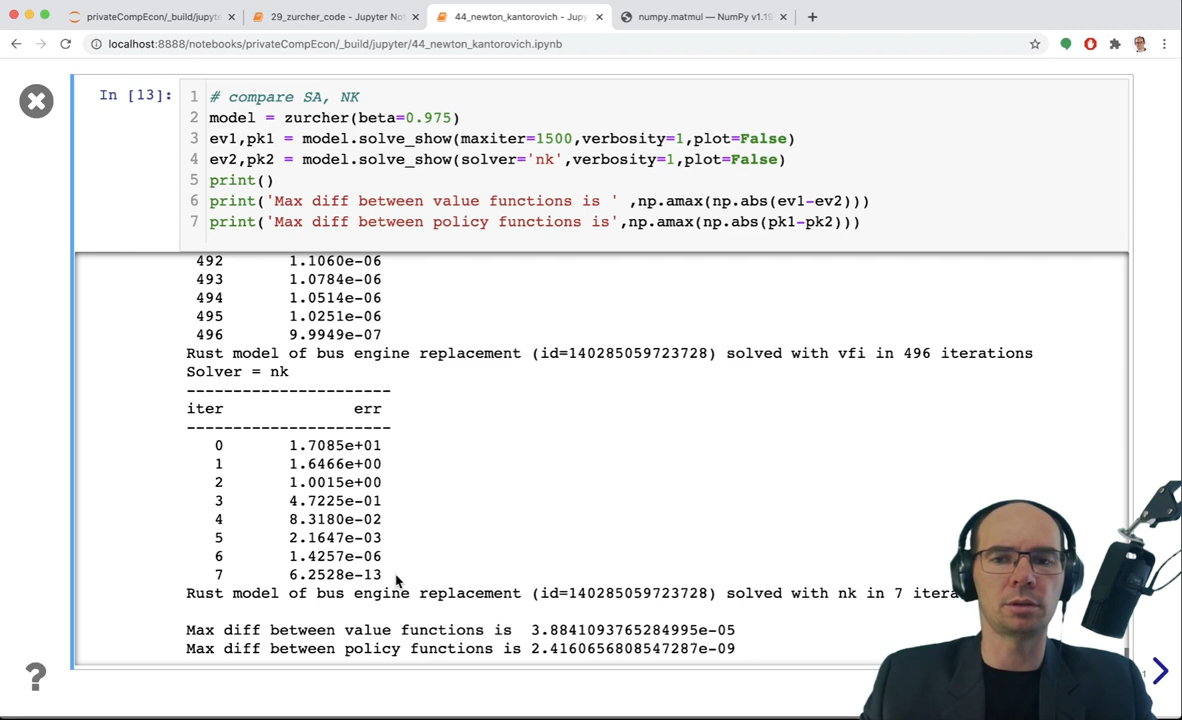 privateCompEcon/_build/jupyte
29_zurcher_code - Jupyter Not
44_newton_kantorovich - Jupy
numpy.matmul — NumPy v1.1
localhost:8888/notebooks/privateCompEcon/_build/jupyter/44_newton_kantorovich.ipynb
In [13]:
1 # compare SA, NK
2 model = zurcher(beta=0.975)
3 ev1,pk1 = model.solve_show(maxiter=1500,verbosity=1,plot=False)
4 ev2,pk2 = model.solve_show(solver='nk',verbosity=1,plot=False)
5 print()
6 print('Max diff between value functions is ' ,np.amax(np.abs(ev1-ev2)))
7 print('Max diff between policy functions is',np.amax(np.abs(pk1-pk2)))
492 1.1060e-06
493 1.0784e-06
494 1.0514e-06
495 1.0251e-06
496 9.9949e-07
Rust model of bus engine replacement (id=140285059723728) solved with vfi in 496 iterations
Solver = nk
----------------------
iter err
----------------------
0 1.7085e+01
1 1.6466e+00
2 1.0015e+00
3 4.7225e-01
4 8.3180e-02
5 2.1647e-03
6 1.4257e-06
7 6.2528e-13
Rust model of bus engine replacement (id=140285059723728) solved with nk in 7 itera
Max diff between value functions is 3.8841093765284995e-05
Max diff between policy functions is 2.4160656808547287e-09
?